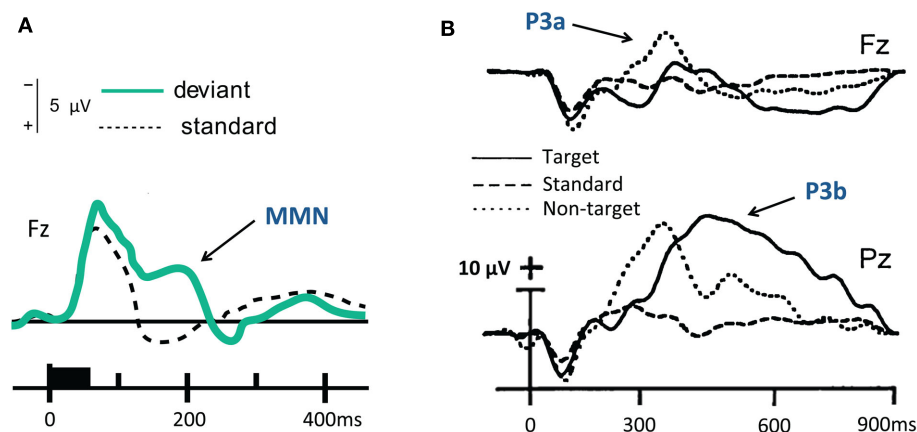 A
−
5 μV
+
deviant
standard
Fz
MMN
0
200
400ms
B
P3a
Fz
Target
Standard
Non-target
P3b
10 μV
+
Pz
0
300
600
900ms